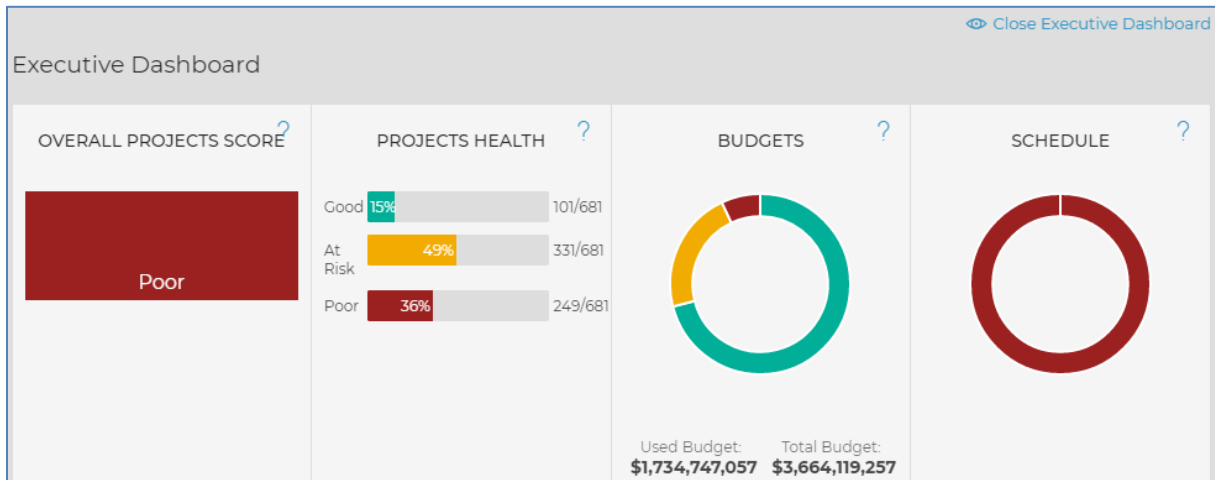 Close Executive Dashboard
Executive Dashboard
OVERALL PROJECTS SCORE ?
Poor
PROJECTS HEALTH ?
Good 15% 101/681
At Risk 49% 331/681
Poor 36% 249/681
BUDGETS ?
Used Budget: Total Budget:
$1,734,747,057 $3,664,119,257
SCHEDULE ?